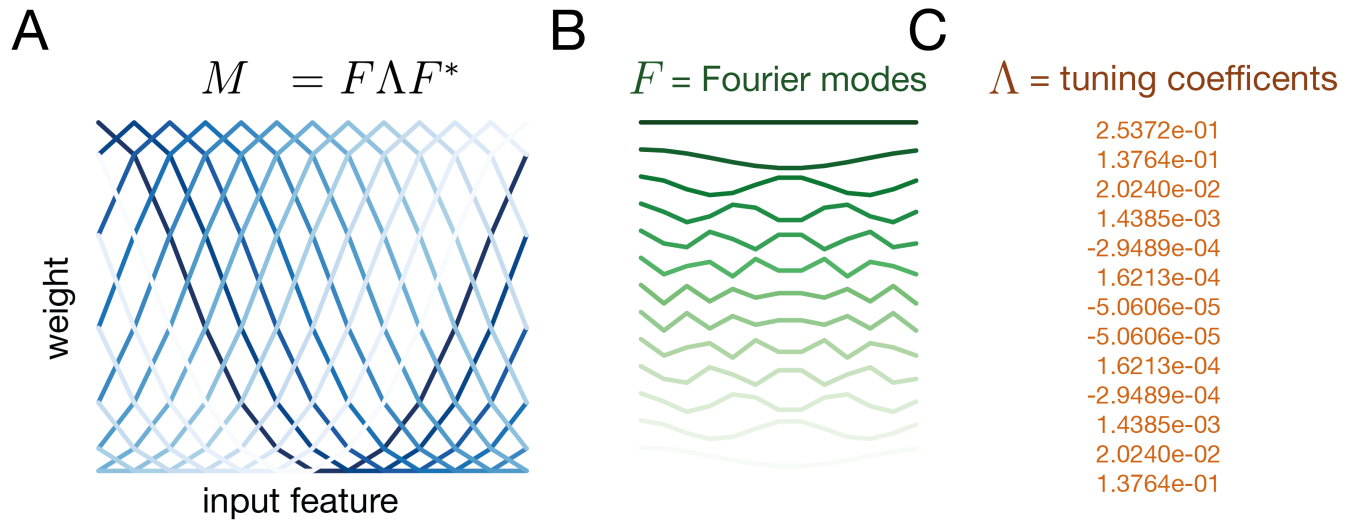 A
B
C
M = FΛF*
F = Fourier modes
Λ = tuning coefficents
weight
input feature
2.5372e-01
1.3764e-01
2.0240e-02
1.4385e-03
-2.9489e-04
1.6213e-04
-5.0606e-05
-5.0606e-05
1.6213e-04
-2.9489e-04
1.4385e-03
2.0240e-02
1.3764e-01